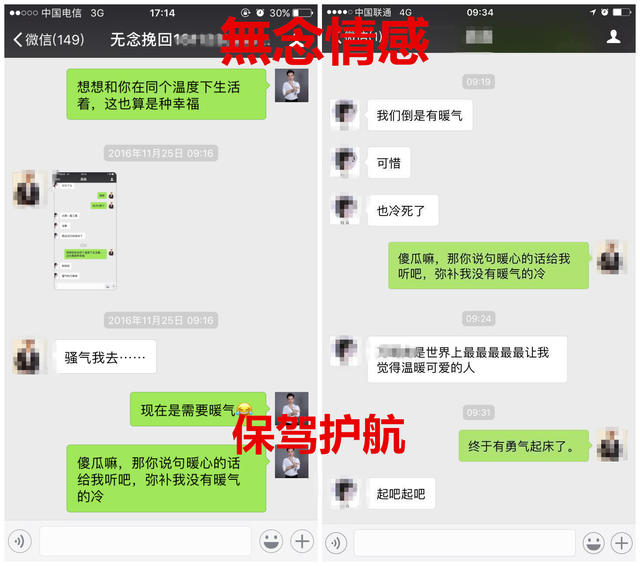 中国电信 3G
17:14
30%
微信(149)
无念挽回
想想和你在同个温度下生活
着，这也算是种幸福
2016年11月25日 09:16
2016年11月25日 09:16
骚气我去……
现在是需要暖气😂
傻瓜嘛，那你说句暖心的话
给我听吧，弥补我没有暖气
的冷
中国联通
09:34
微信(1)
09:19
我们倒是有暖气
可惜
也冷死了
傻瓜嘛，那你说句暖心的话给我
听吧，弥补我没有暖气的冷
09:24
是世界上最最最最最让我
觉得温暖可爱的人
09:31
终于有勇气起床了。
起吧起吧
無念情感
保驾护航